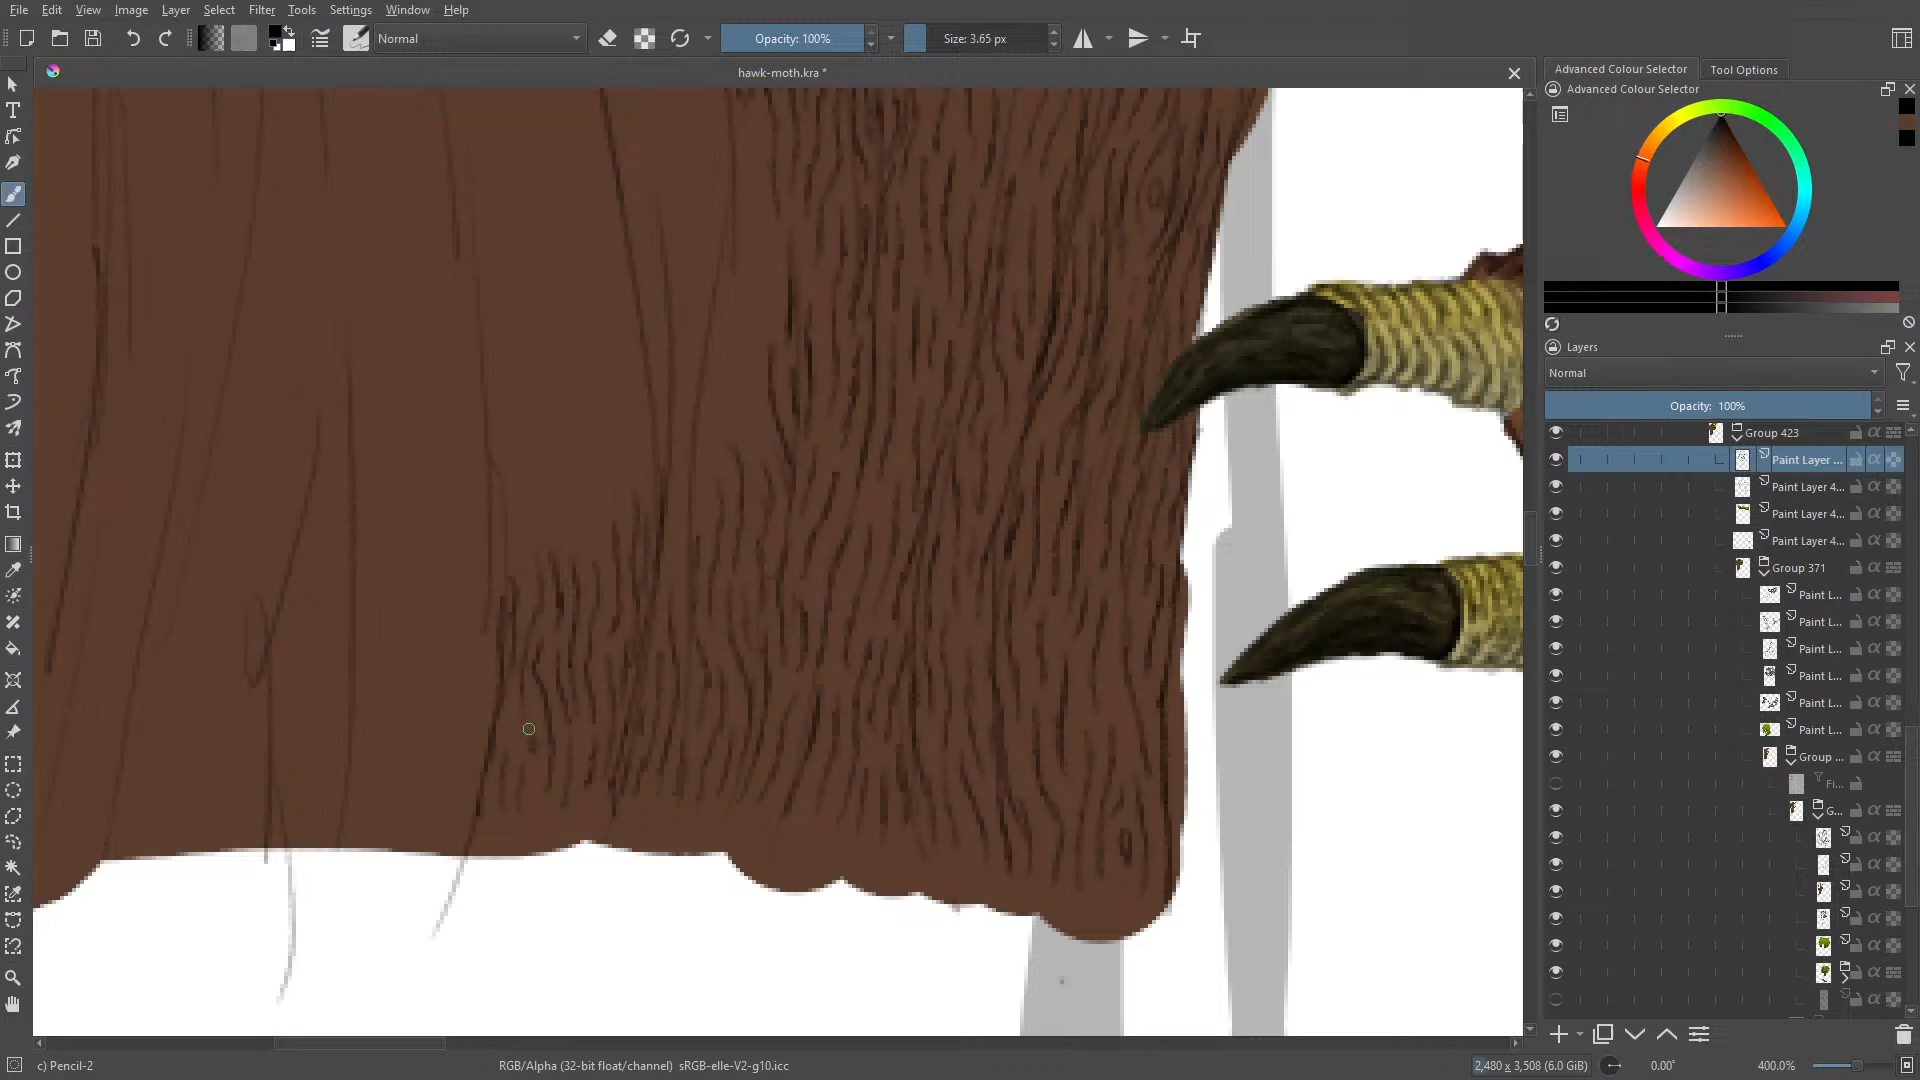 File Edit View Image Layer Select Filter Tools Settings Window Help
Normal Opacity: 100% Size: 3.65 px
hawk-moth.kra *
Advanced Colour Selector Tool Options
Advanced Colour Selector
Layers
Normal
Opacity: 100%
Group 423
Paint Layer ...
Paint Layer 4...
Paint Layer 4...
Paint Layer 4...
Group 371
Paint L...
Paint L...
Paint L...
Paint L...
Paint L...
Paint L...
Group ...
Fi...
G...
c) Pencil-2 RGB/Alpha (32-bit float/channel) sRGB-elle-V2-g10.icc 2,480 x 3,508 (6.0 GiB) 0.00° 400.0%